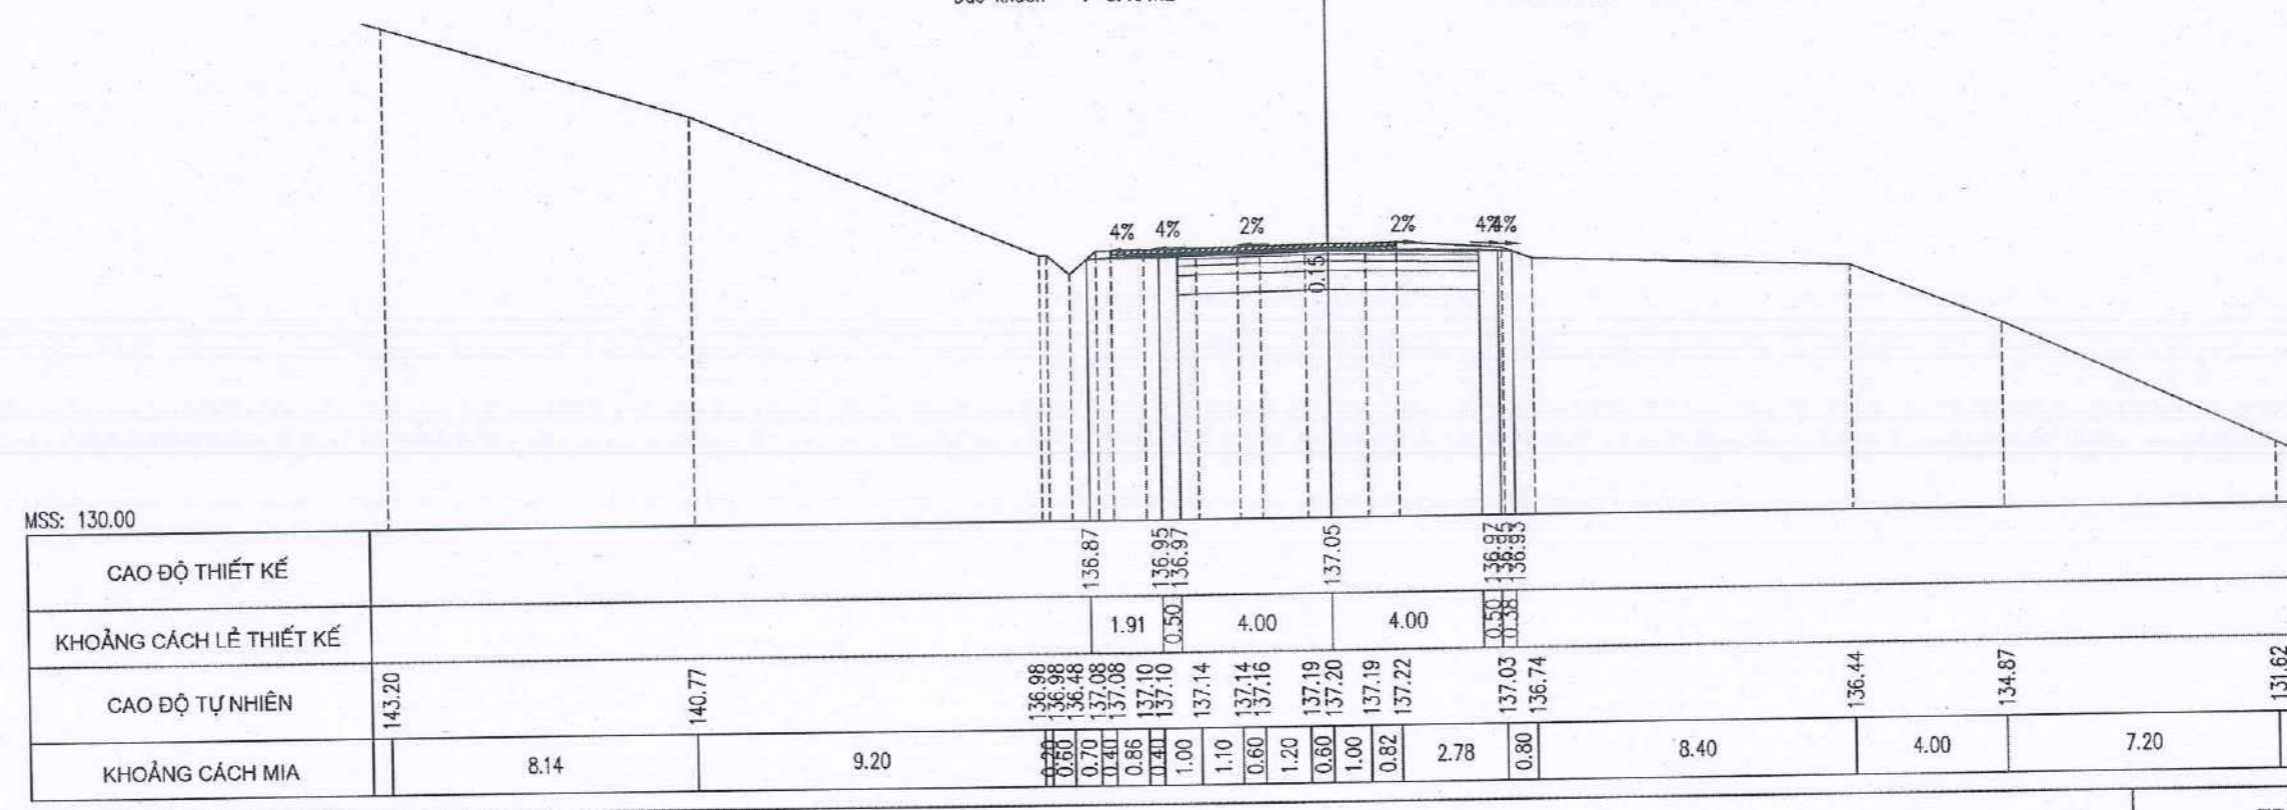 4% 4% 2% 2% 4% 4%
0.15
MSS: 130.00
CAO ĐỘ THIẾT KẾ 136.87 136.95 136.97 137.05 136.97 136.95 136.93
KHOẢNG CÁCH LẺ THIẾT KẾ 1.91 0.50 4.00 4.00 0.50 0.38
CAO ĐỘ TỰ NHIÊN 143.20 140.77 136.98 136.98 136.48 137.08 137.08 137.10 137.10 137.14 137.14 137.16 137.19 137.20 137.19 137.22 137.03 136.74 136.44 134.87 131.62
KHOẢNG CÁCH MIA 8.14 9.20 0.20 0.60 0.70 0.40 0.86 0.40 1.00 1.10 0.60 1.20 0.60 1.00 0.82 2.78 0.80 8.40 4.00 7.20